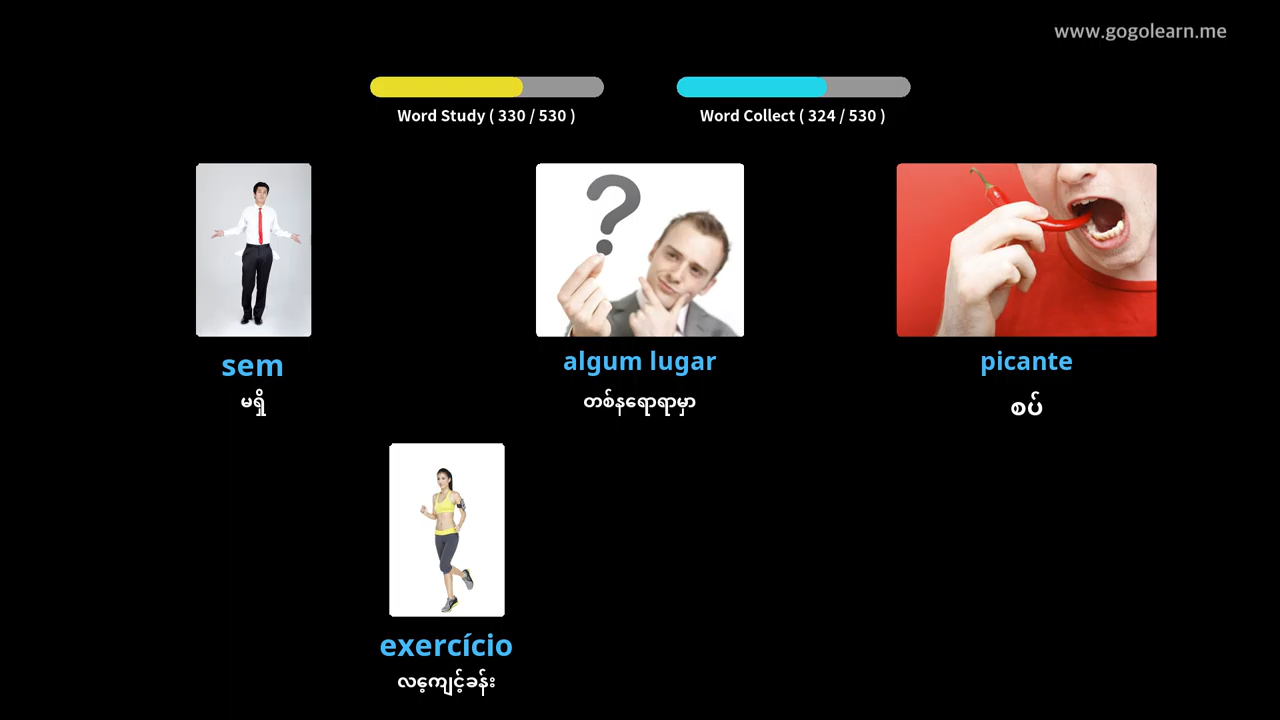 www.gogolearn.me
Word Study ( 330 / 530 )
Word Collect ( 324 / 530 )
sem
algum lugar
picante
မရှိ
တစ်နေရာရာမှာ
စပ်
exercício
လေ့ကျင့်ခန်း